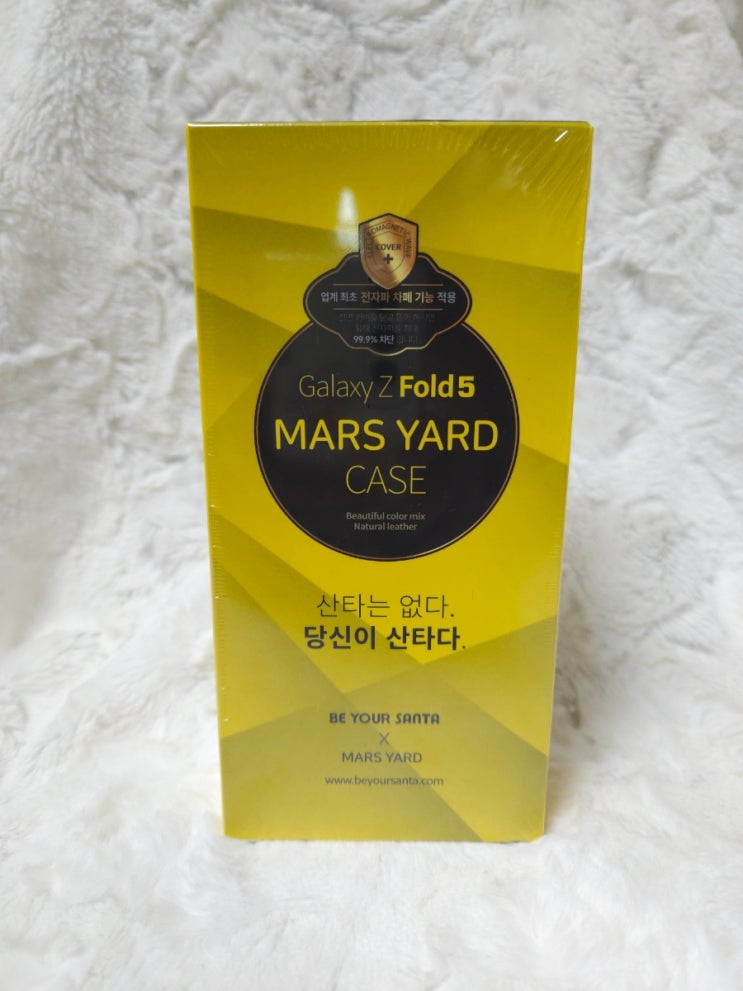 ELECTROMAGNETIC WAVE
COVER
업계 최초 전자파 차폐 기능 적용
99.9% 차단
Galaxy Z Fold5
MARS YARD
CASE
Beautiful color mix
Natural leather
산타는 없다.
당신이 산타다.
BE YOUR SANTA
X
MARS YARD
www.beyoursanta.com